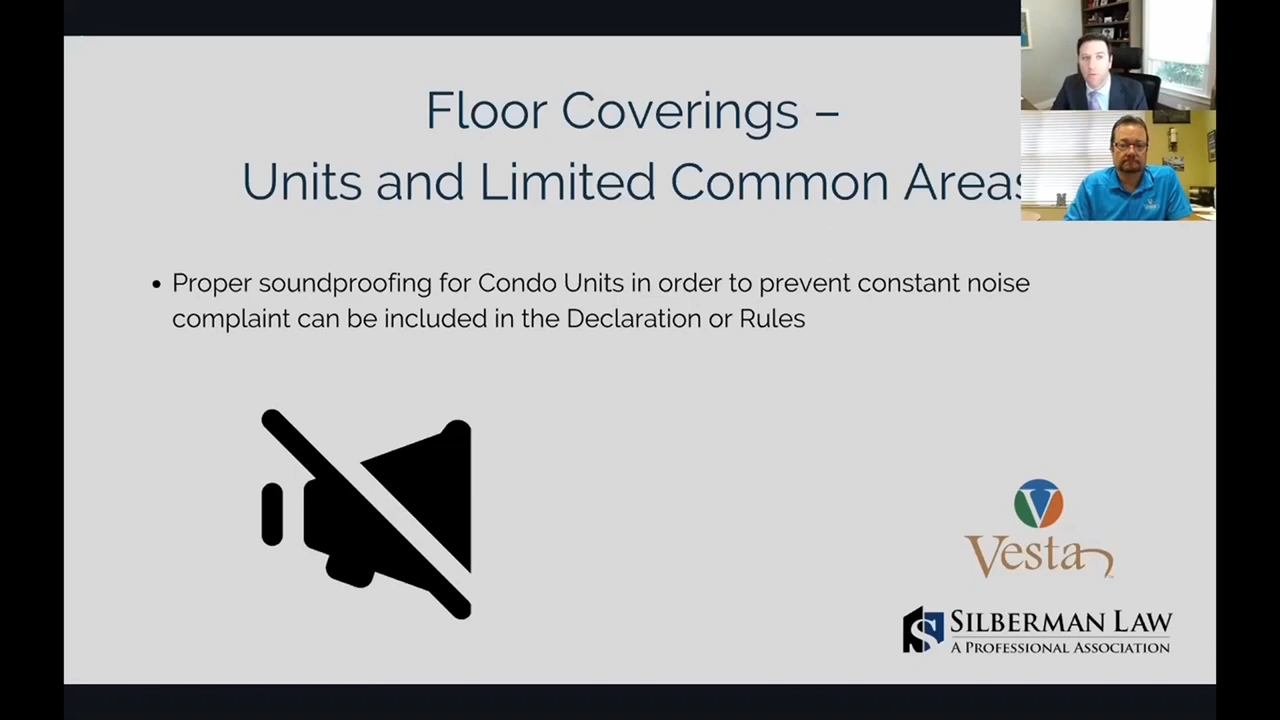 Floor Coverings –
Units and Limited Common Areas
• Proper soundproofing for Condo Units in order to prevent constant noise
complaint can be included in the Declaration or Rules
V
Vesta
S
SILBERMAN LAW
A PROFESSIONAL ASSOCIATION